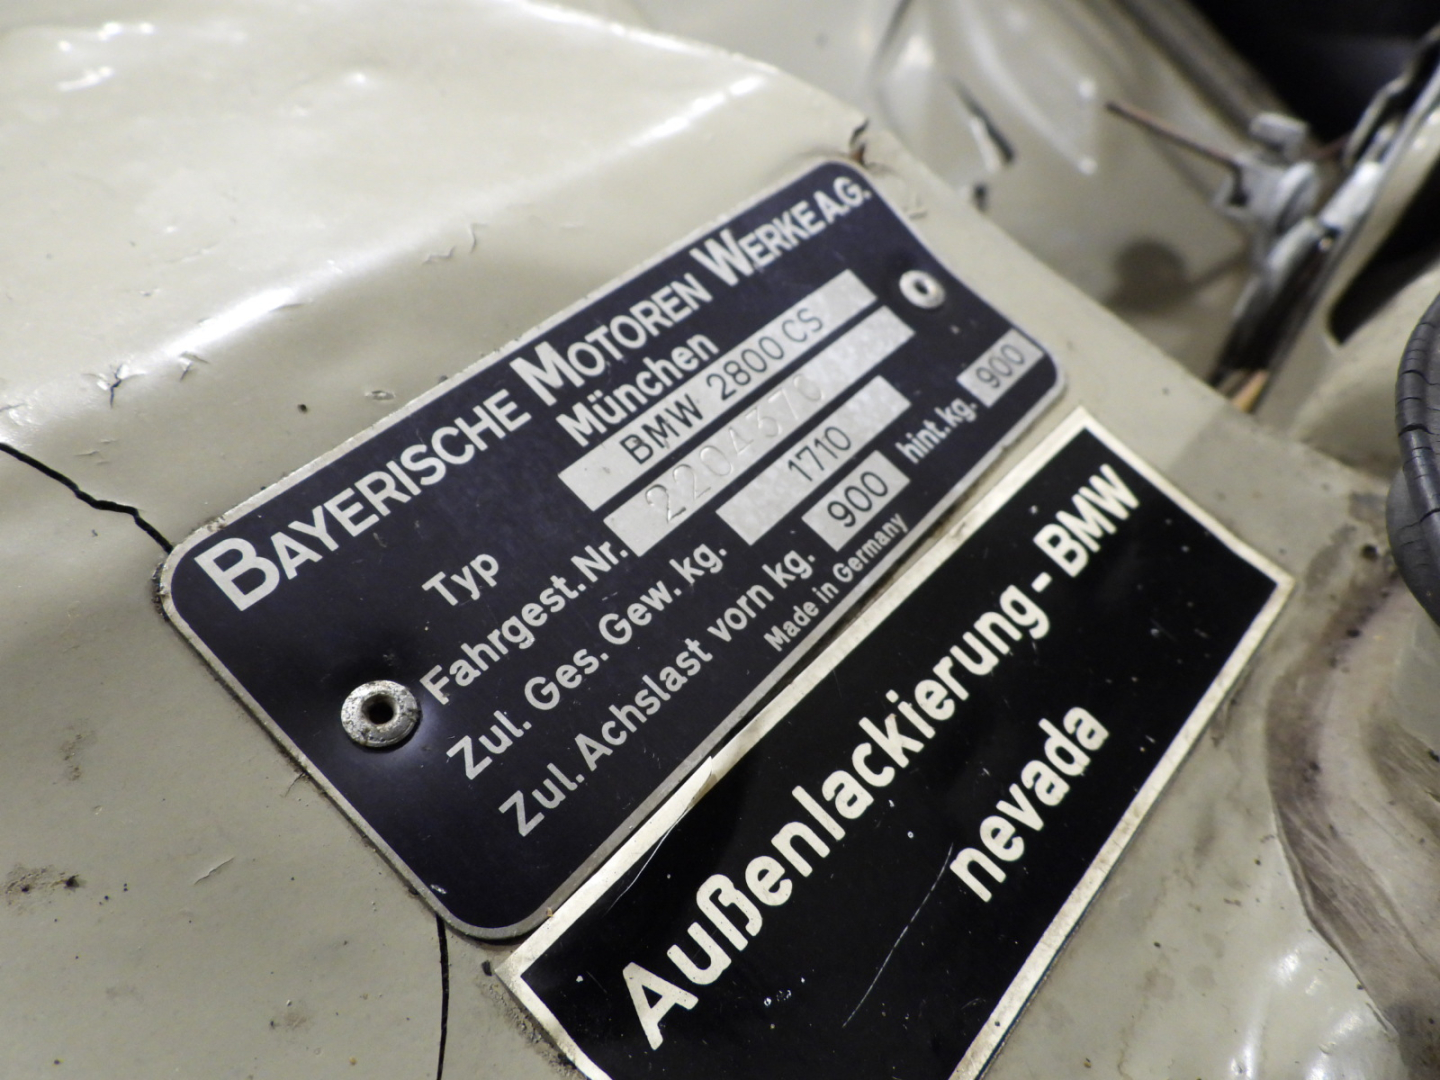 BAYERISCHE MOTOREN WERKE A.G.
München
Typ BMW 2800 CS
Fahrgest. Nr. 2204376
Zul. Ges. Gew. kg. 1710
Zul. Achslast vorn kg. 900 hint. kg. 900
Made in Germany
Außenlackierung - BMW
nevada